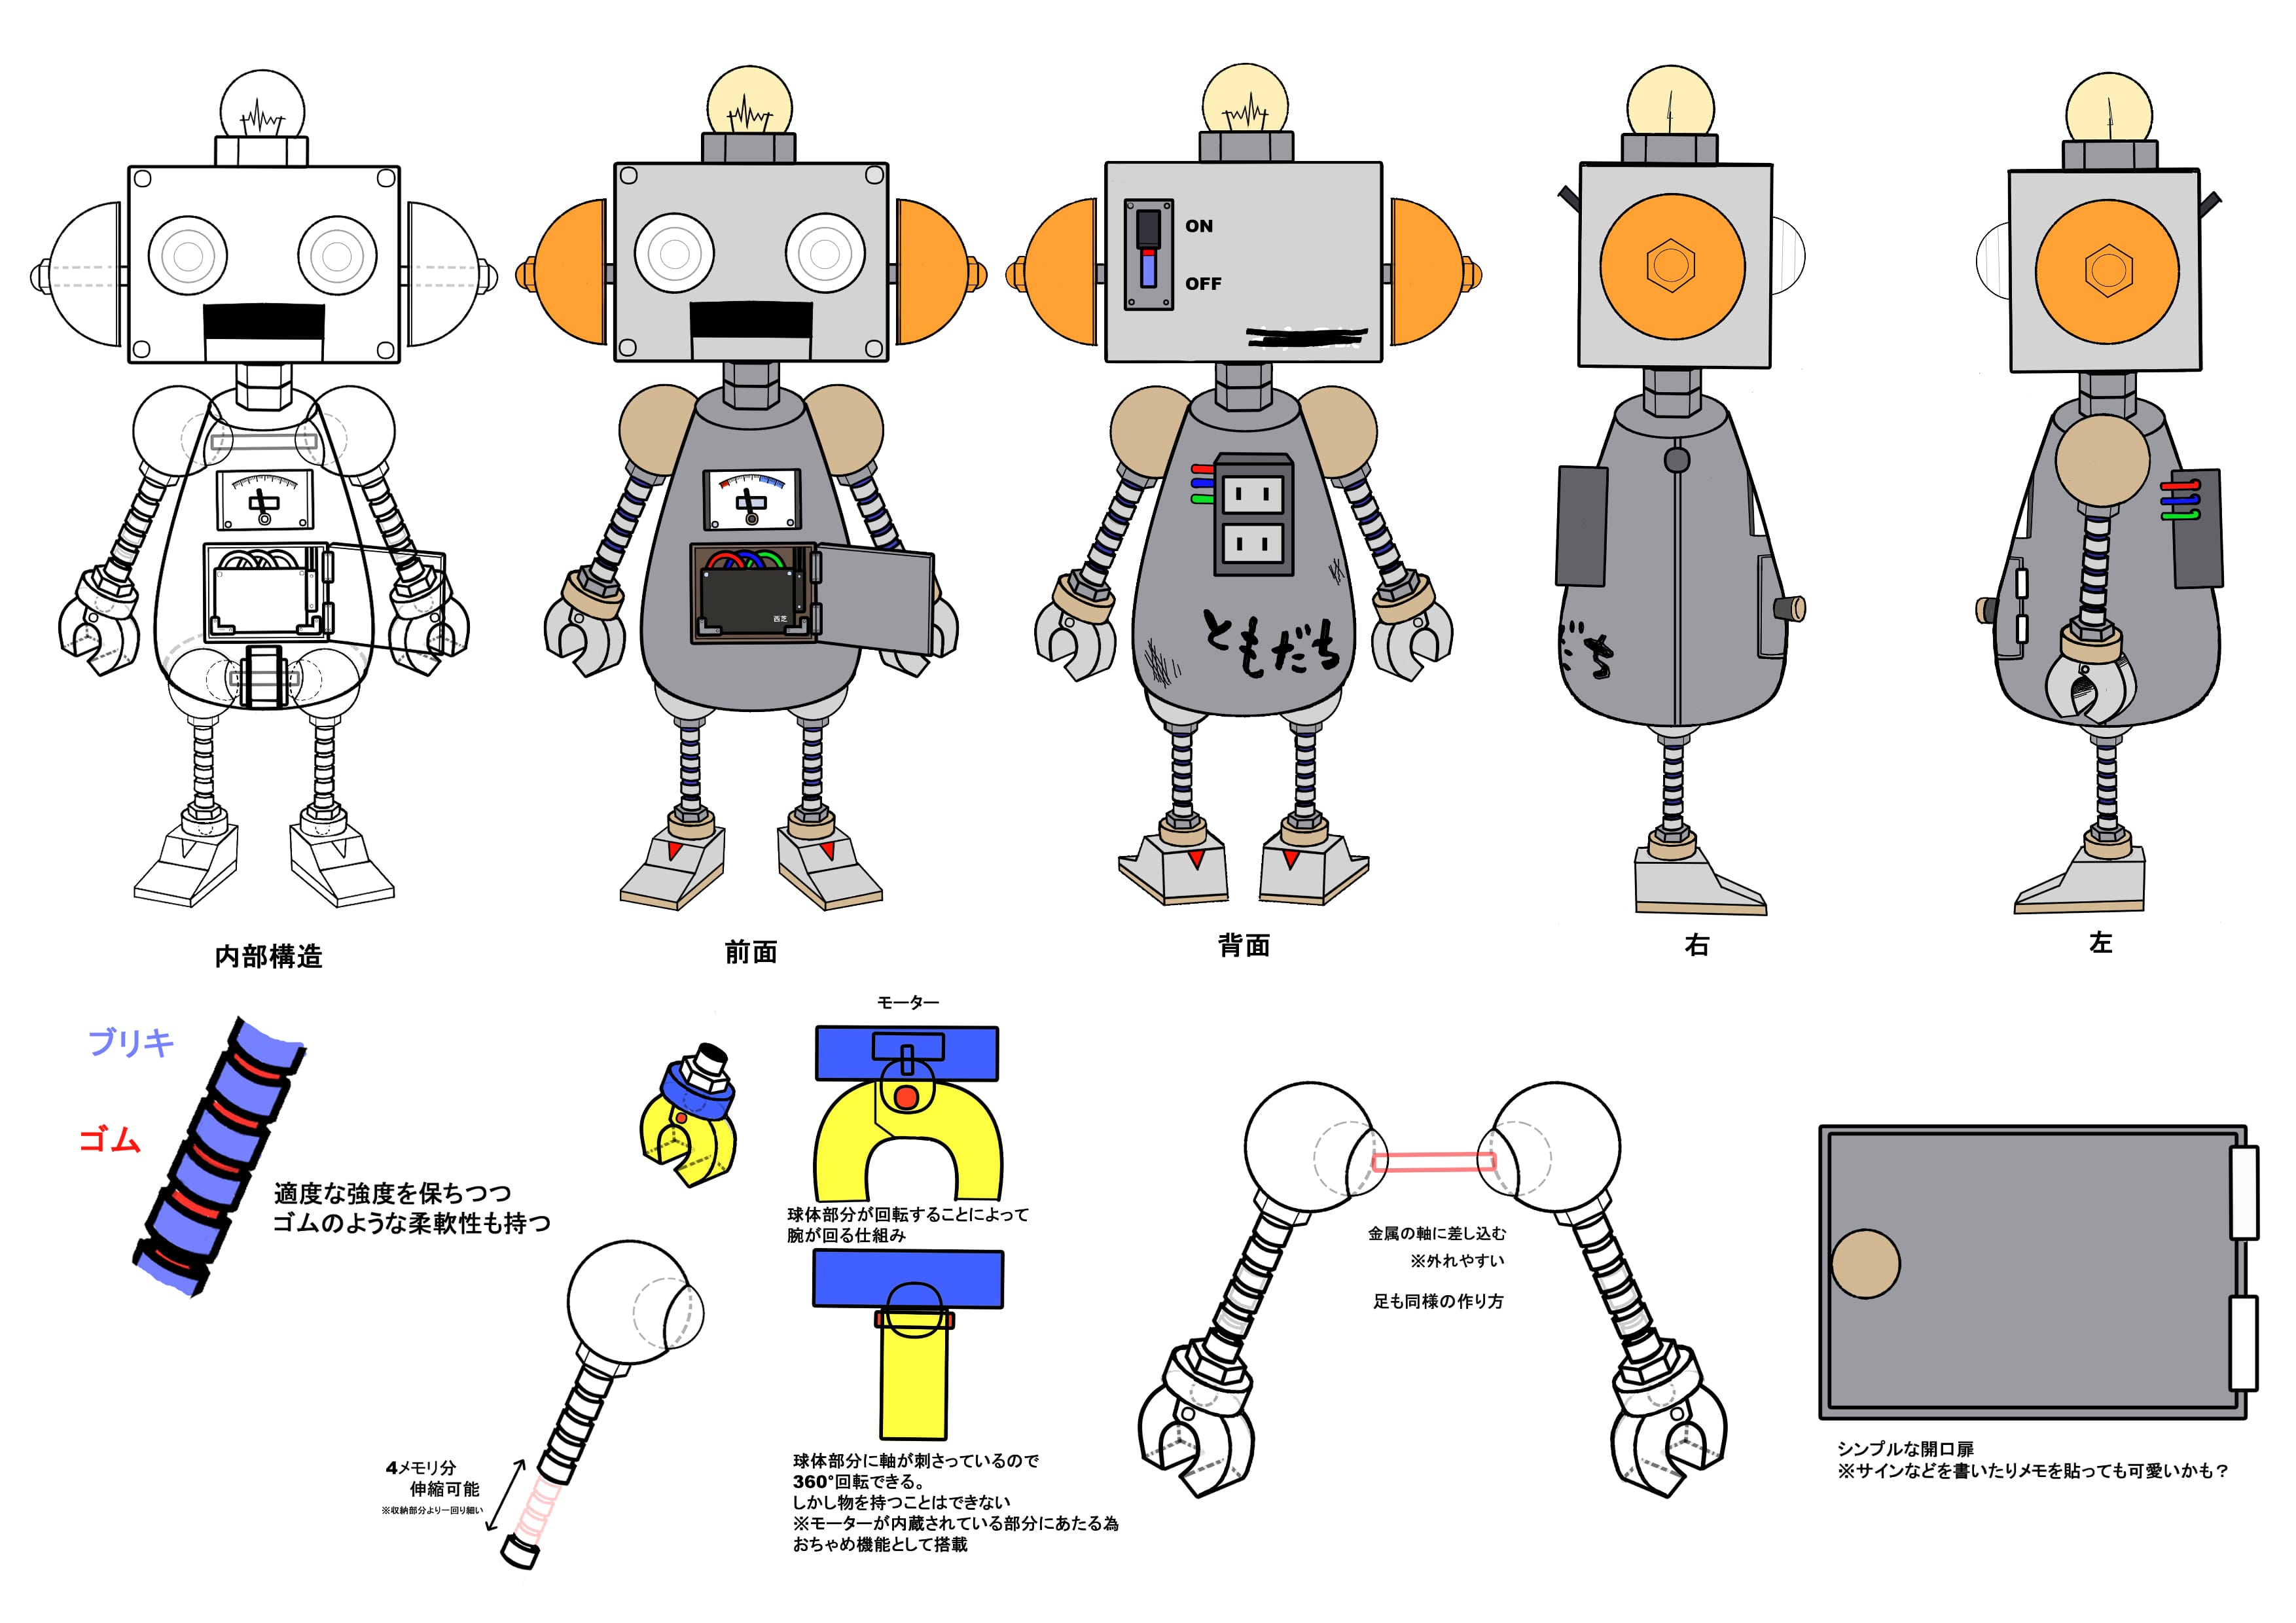 ON
OFF
西芝
ともだち
だち
内部構造
前面
背面
右
左
ブリキ
ゴム
適度な強度を保ちつつ
ゴムのような柔軟性も持つ
4メモリ分
伸縮可能
※収納部分より一回り細い
モーター
球体部分が回転することによって
腕が回る仕組み
球体部分に軸が刺さっているので
360°回転できる。
しかし物を持つことはできない
※モーターが内蔵されている部分にあたる為
おちゃめ機能として搭載
金属の軸に差し込む
※外れやすい
足も同様の作り方
シンプルな開口扉
※サインなどを書いたりメモを貼っても可愛いかも？